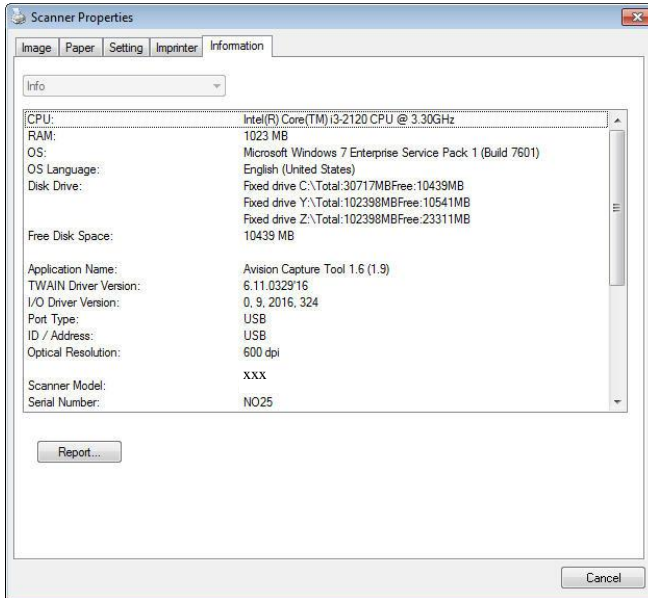 Scanner Properties
Image Paper Setting Imprinter Information
Info
CPU: Intel(R) Core(TM) i3-2120 CPU @ 3.30GHz
RAM: 1023 MB
OS: Microsoft Windows 7 Enterprise Service Pack 1 (Build 7601)
OS Language: English (United States)
Disk Drive: Fixed drive C:\Total:30717MBFree:10439MB
Fixed drive Y:\Total:102398MBFree:10541MB
Fixed drive Z:\Total:102398MBFree:23311MB
Free Disk Space: 10439 MB
Application Name: Avision Capture Tool 1.6 (1.9)
TWAIN Driver Version: 6.11.0329'16
I/O Driver Version: 0, 9, 2016, 324
Port Type: USB
ID / Address: USB
Optical Resolution: 600 dpi
Scanner Model: xxx
Serial Number: NO25
Report...
Cancel